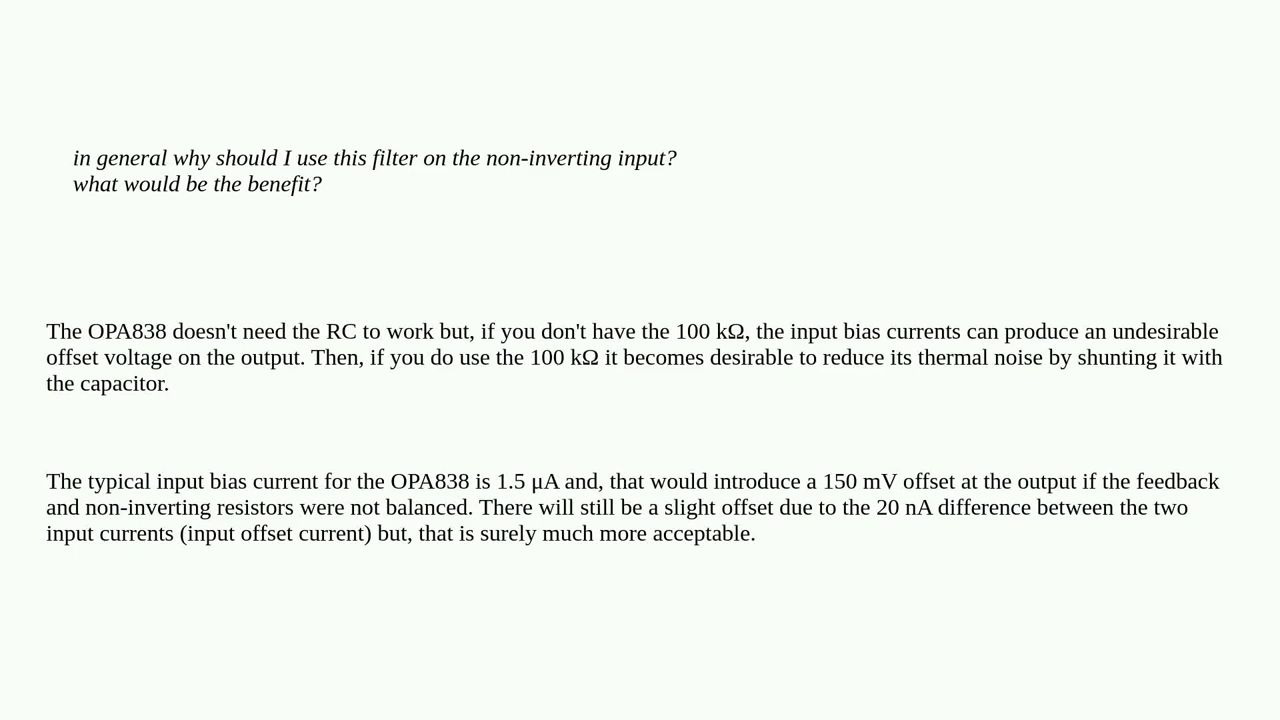 in general why should I use this filter on the non-inverting input?
what would be the benefit?
The OPA838 doesn't need the RC to work but, if you don't have the 100 kΩ, the input bias currents can produce an undesirable
offset voltage on the output. Then, if you do use the 100 kΩ it becomes desirable to reduce its thermal noise by shunting it with
the capacitor.
The typical input bias current for the OPA838 is 1.5 μA and, that would introduce a 150 mV offset at the output if the feedback
and non-inverting resistors were not balanced. There will still be a slight offset due to the 20 nA difference between the two
input currents (input offset current) but, that is surely much more acceptable.